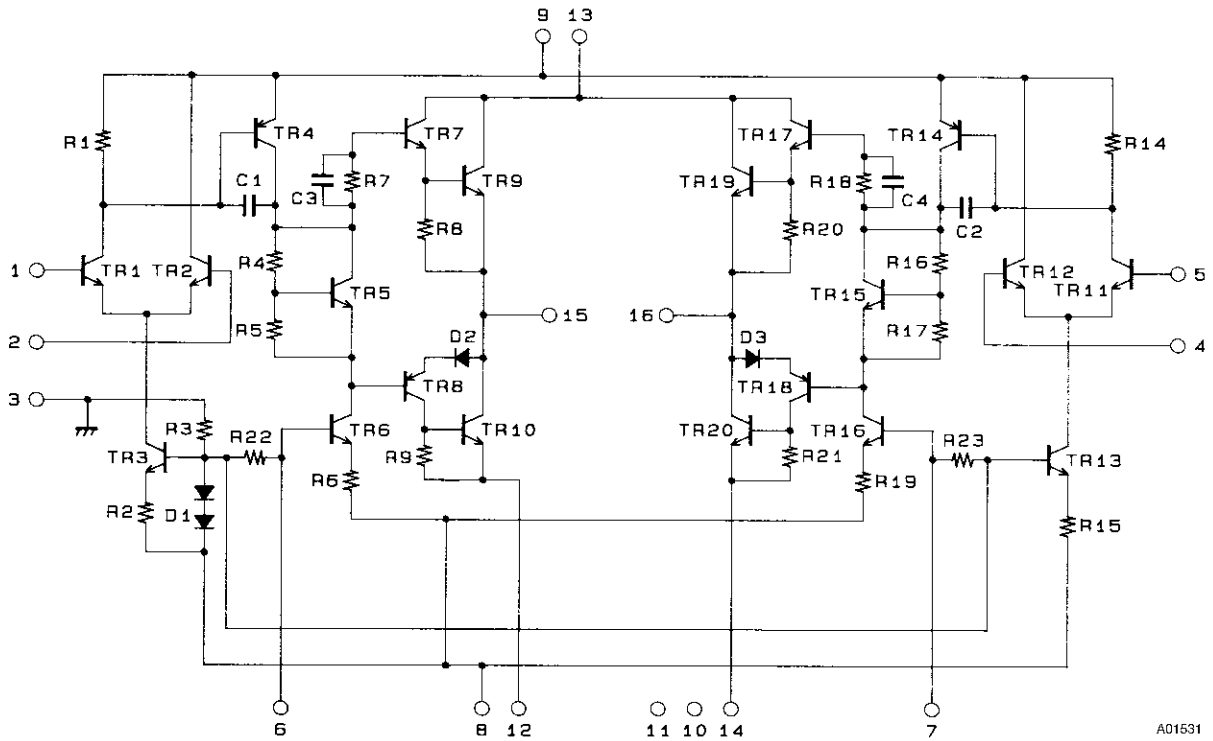 9 13
R1 TR4 TR7 TR17 TR14 R14
C1 C3 R7 TR9 TR19 R18 C4 C2
R8 R20
1 TR1 TR2 R4 R16 TR12 TR11 5
TR5 TR15
2 R5 15 16 R17 4
D2 D3
3 TR8 TR18
R3 R22 TR6 TR10 TR20 TR16 R23
TR3 R9 R21 TR13
R2 D1 R6 R19 R15
6 8 12 11 10 14 7
A01531